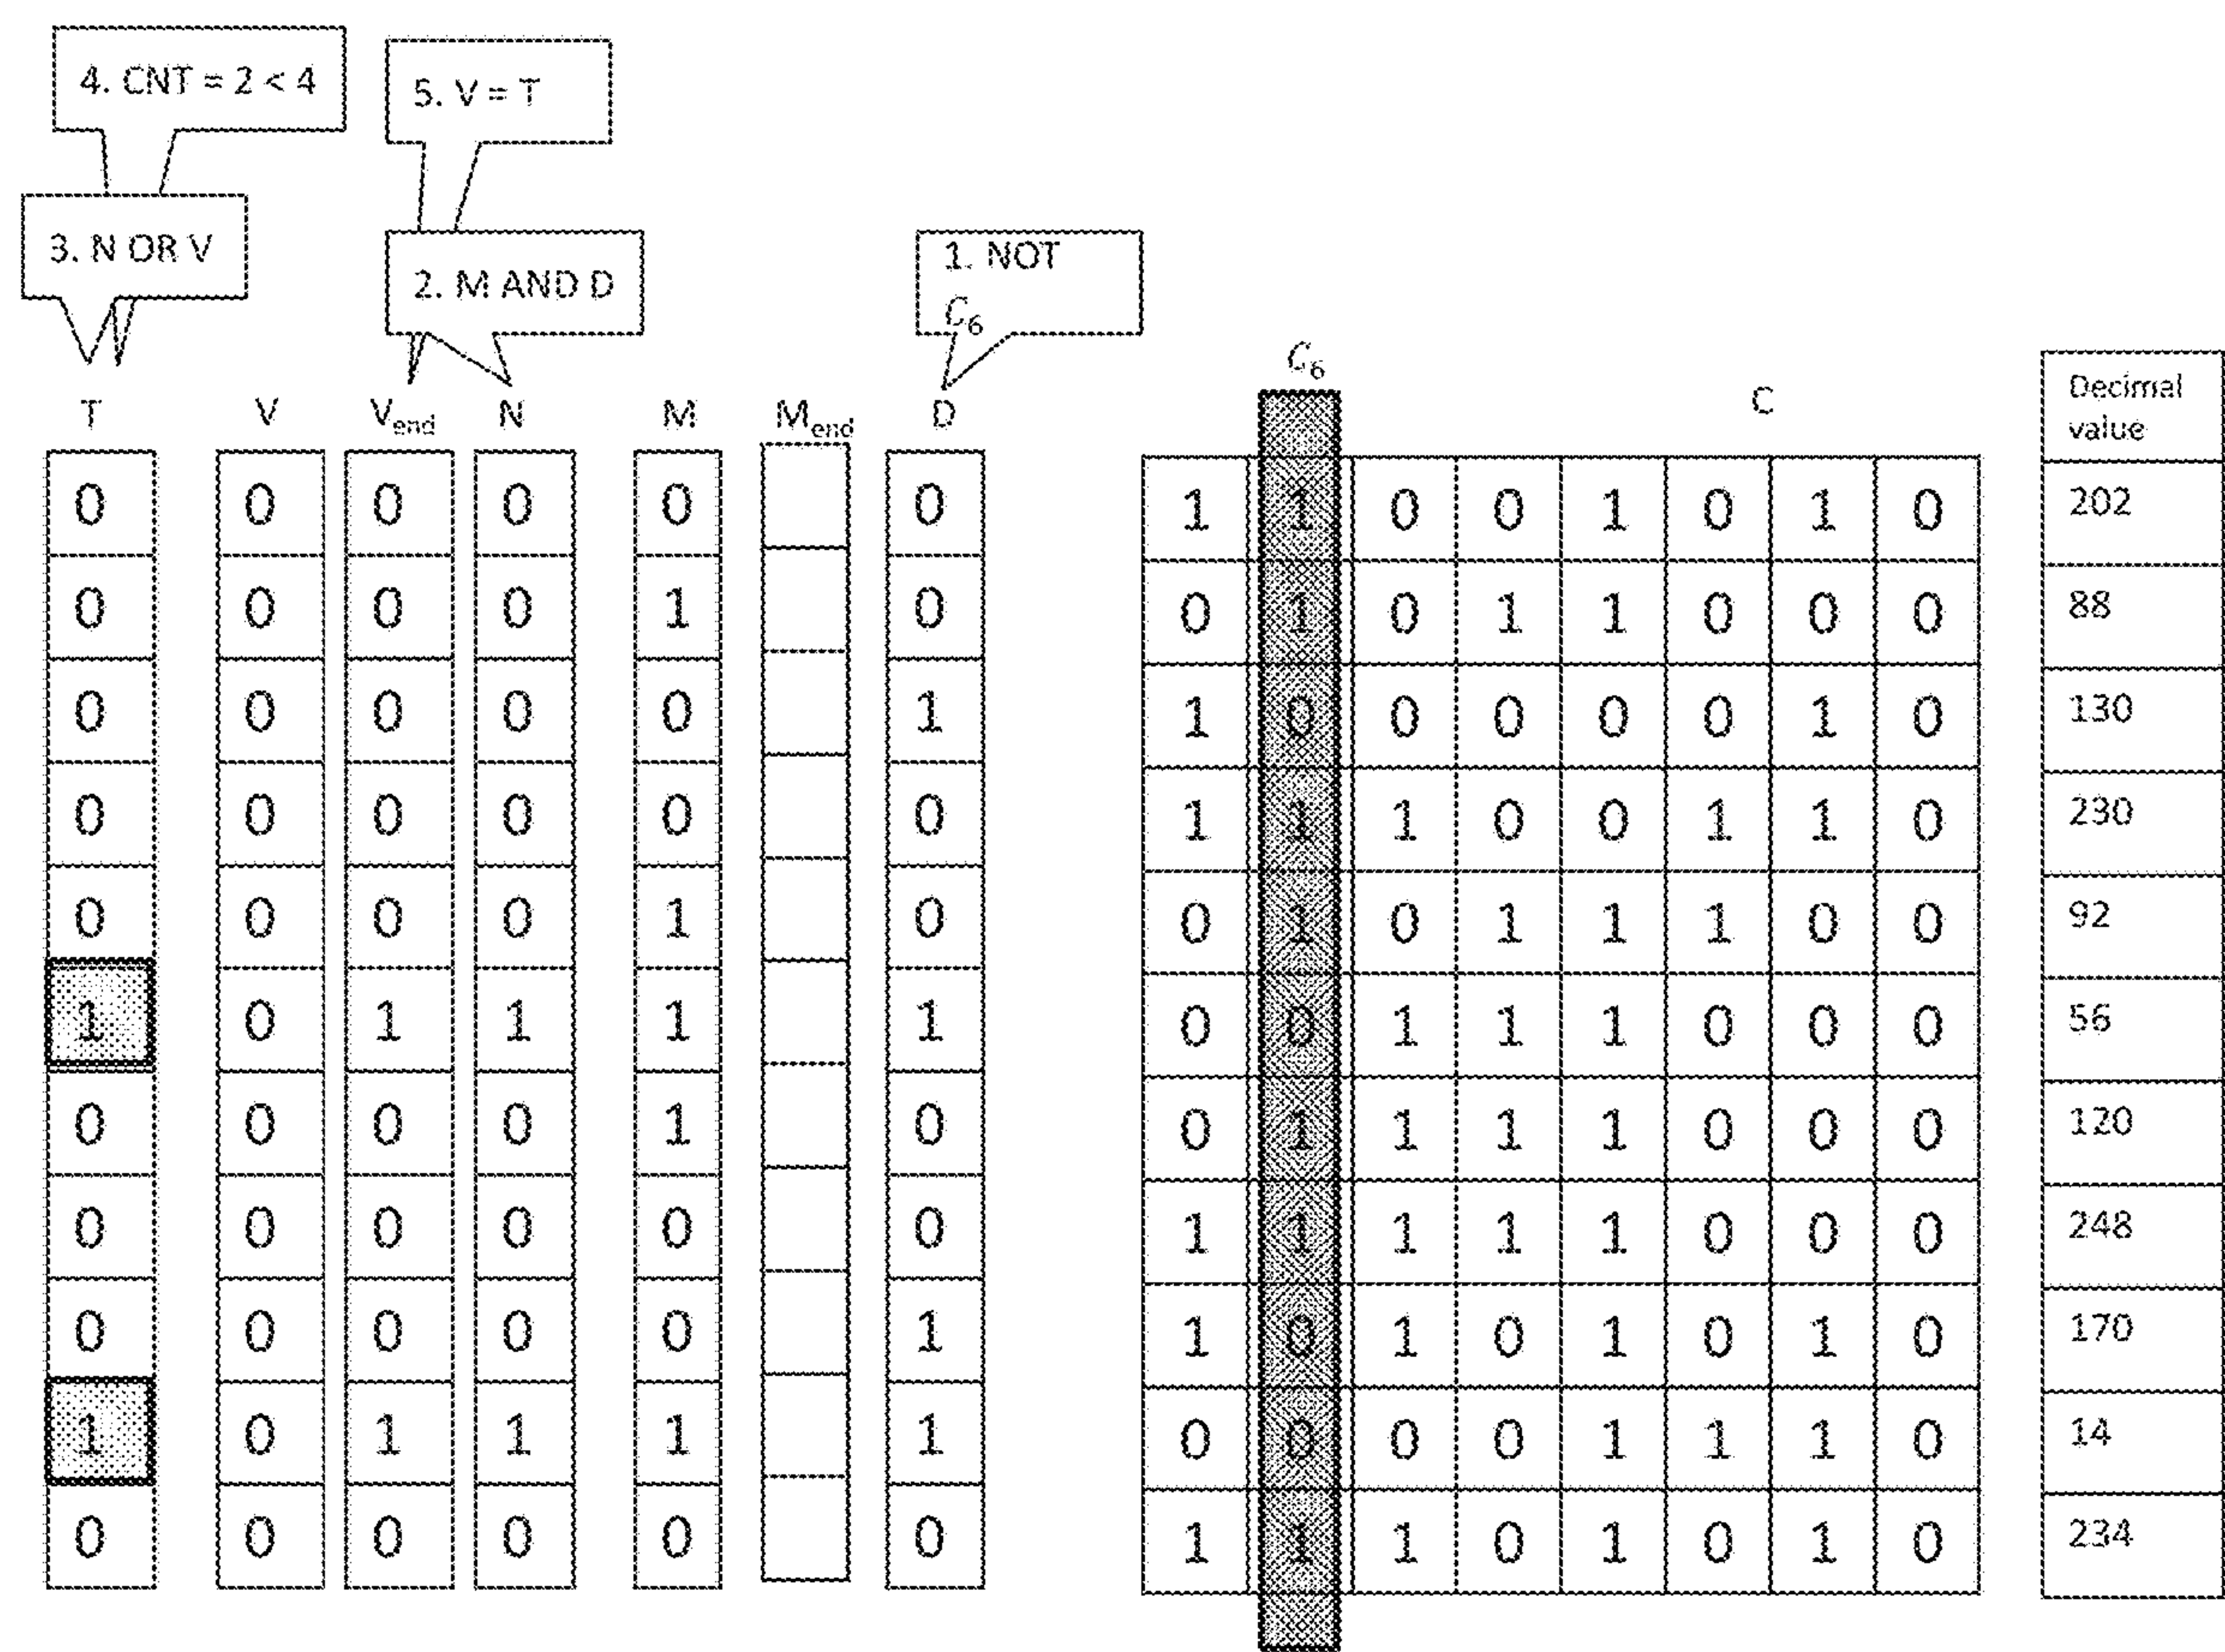 4. CNT = 2 < 4
5. V = T
3. N OR V
2. M AND D
1. NOT
C6
C6
T V Vend N M Mend D C Decimal
value
0 0 0 0 0 0 1 1 0 0 1 0 1 0 202
0 0 0 0 1 0 0 1 0 1 1 0 0 0 88
0 0 0 0 0 1 1 0 0 0 0 0 1 0 130
0 0 0 0 0 0 1 1 1 0 0 1 1 0 230
0 0 0 0 1 0 0 1 0 1 1 1 0 0 92
1 0 1 1 1 1 0 0 1 1 1 0 0 0 56
0 0 0 0 1 0 0 1 1 1 1 0 0 0 120
0 0 0 0 0 0 1 1 1 1 1 0 0 0 248
0 0 0 0 0 1 1 0 1 0 1 0 1 0 170
1 0 1 1 1 1 0 0 0 0 1 1 1 0 14
0 0 0 0 0 0 1 1 1 0 1 0 1 0 234